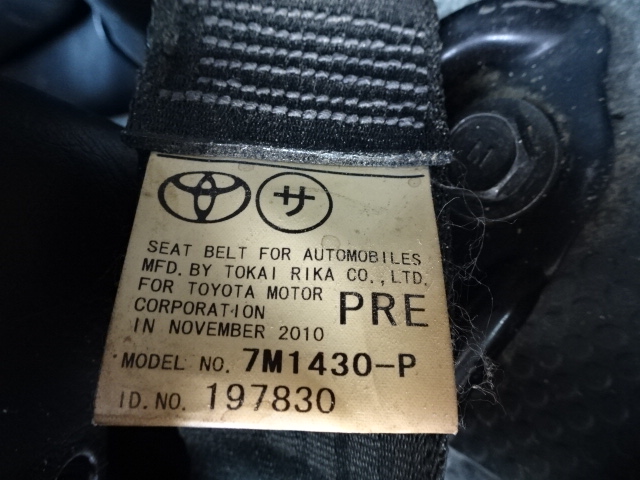 サ
SEAT BELT FOR AUTOMOBILES
MFD. BY TOKAI RIKA CO., LTD.
FOR TOYOTA MOTOR
CORPORATION
PRE
IN NOVEMBER 2010
MODEL NO. 7M1430-P
ID. NO. 197830